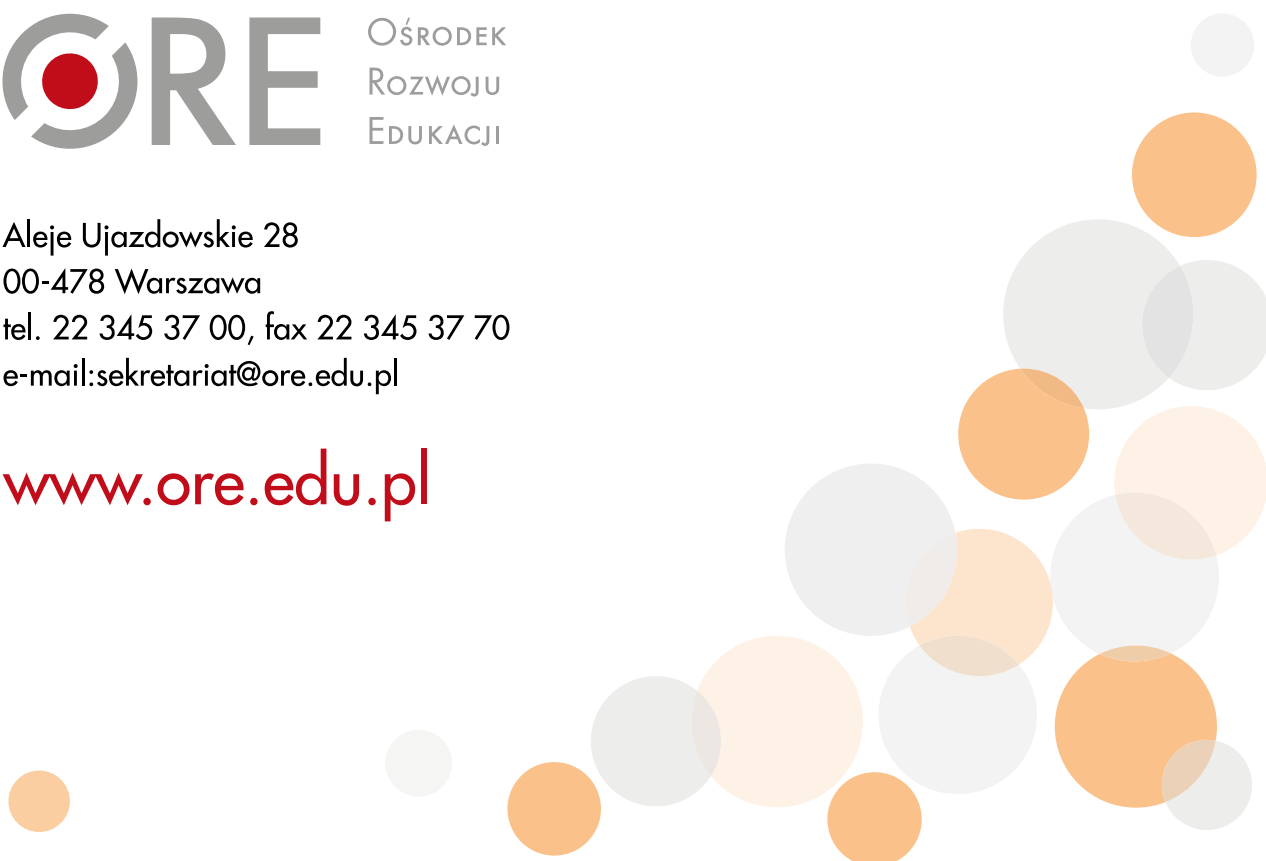 ORE
Ośrodek
Rozwoju
Edukacji
Aleje Ujazdowskie 28
00-478 Warszawa
tel. 22 345 37 00, fax 22 345 37 70
e-mail:sekretariat@ore.edu.pl
www.ore.edu.pl